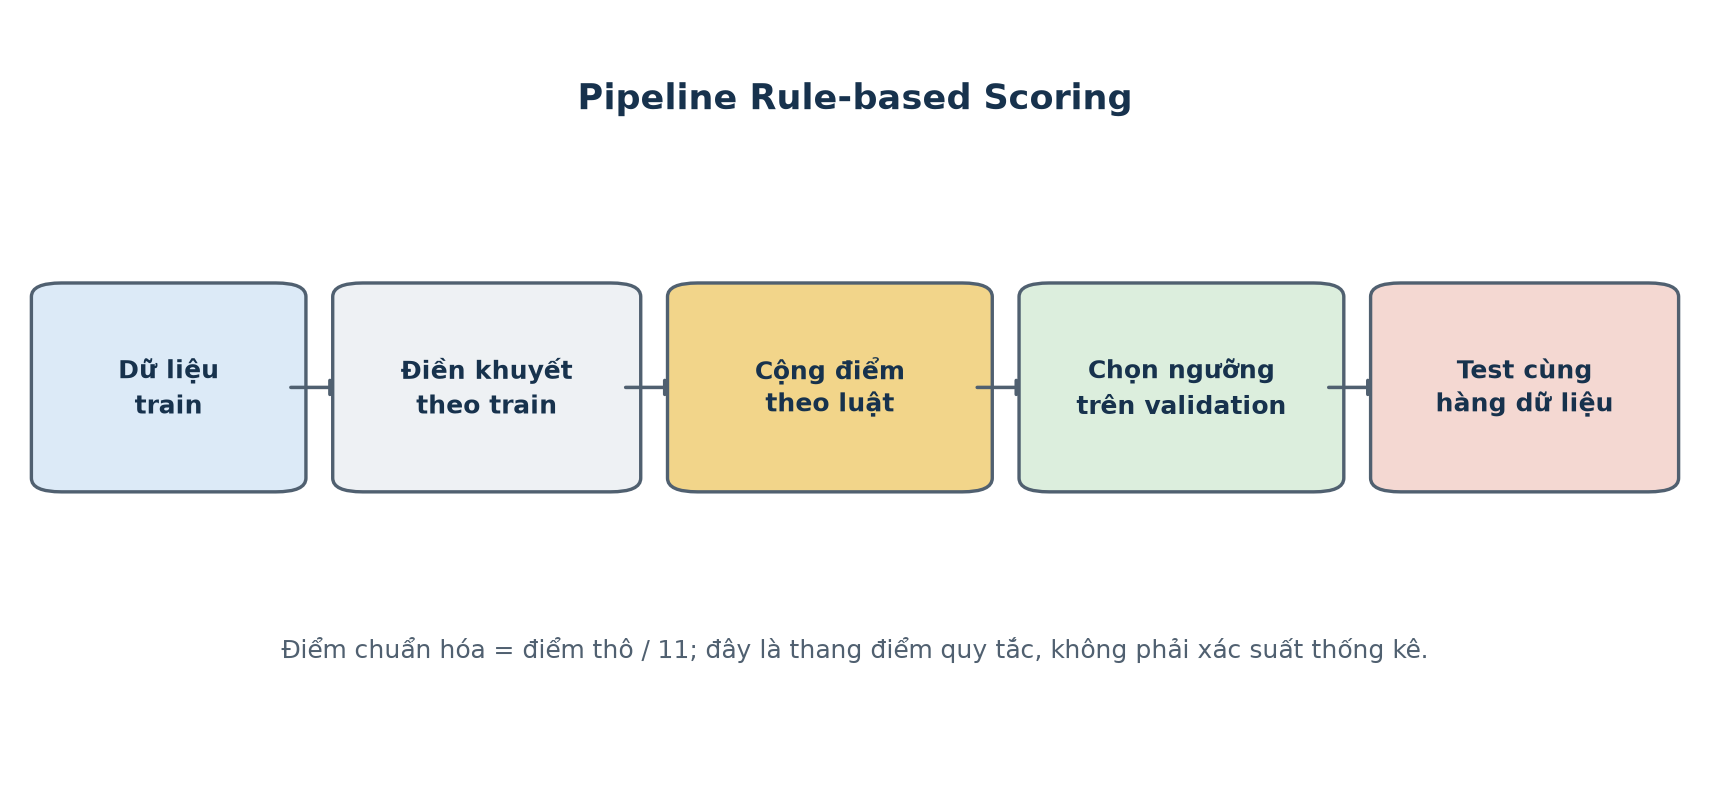 Pipeline Rule-based Scoring
Dữ liệu
train
Điền khuyết
theo train
Cộng điểm
theo luật
Chọn ngưỡng
trên validation
Test cùng
hàng dữ liệu
Điểm chuẩn hóa = điểm thô / 11; đây là thang điểm quy tắc, không phải xác suất thống kê.